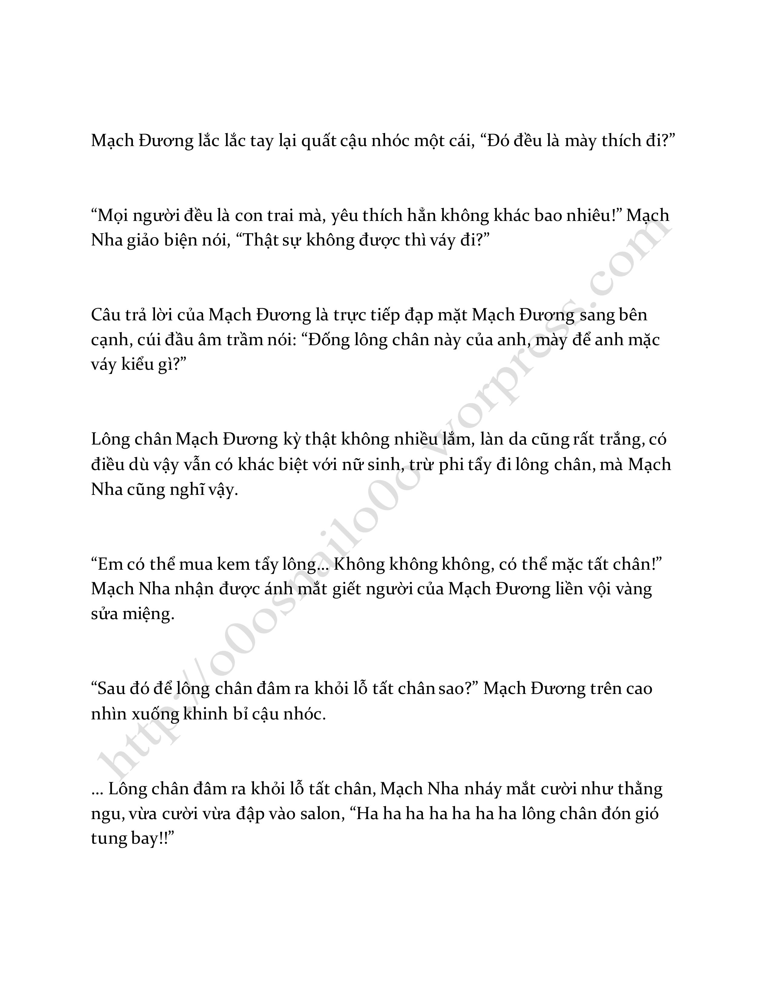 Mạch Đương lắc lắc tay lại quất cậu nhóc một cái, “Đó đều là mày thích đi?”
“Mọi người đều là con trai mà, yêu thích hẳn không khác bao nhiêu!” Mạch
Nha giảo biện nói, “Thật sự không được thì váy đi?”
Câu trả lời của Mạch Đương là trực tiếp đạp mặt Mạch Đương sang bên
cạnh, cúi đầu âm trầm nói: “Đống lông chân này của anh, mày để anh mặc
váy kiểu gì?”
Lông chân Mạch Đương kỳ thật không nhiều lắm, làn da cũng rất trắng, có
điều dù vậy vẫn có khác biệt với nữ sinh, trừ phi tẩy đi lông chân, mà Mạch
Nha cũng nghĩ vậy.
“Em có thể mua kem tẩy lông... Không không không, có thể mặc tất chân!”
Mạch Nha nhận được ánh mắt giết người của Mạch Đương liền vội vàng
sửa miệng.
“Sau đó để lông chân đâm ra khỏi lỗ tất chân sao?” Mạch Đương trên cao
nhìn xuống khinh bỉ cậu nhóc.
... Lông chân đâm ra khỏi lỗ tất chân, Mạch Nha nháy mắt cười như thằng
ngu, vừa cười vừa đập vào salon, “Ha ha ha ha ha ha ha lông chân đón gió
tung bay!!”
http://o0osnailo0o.worpress.com